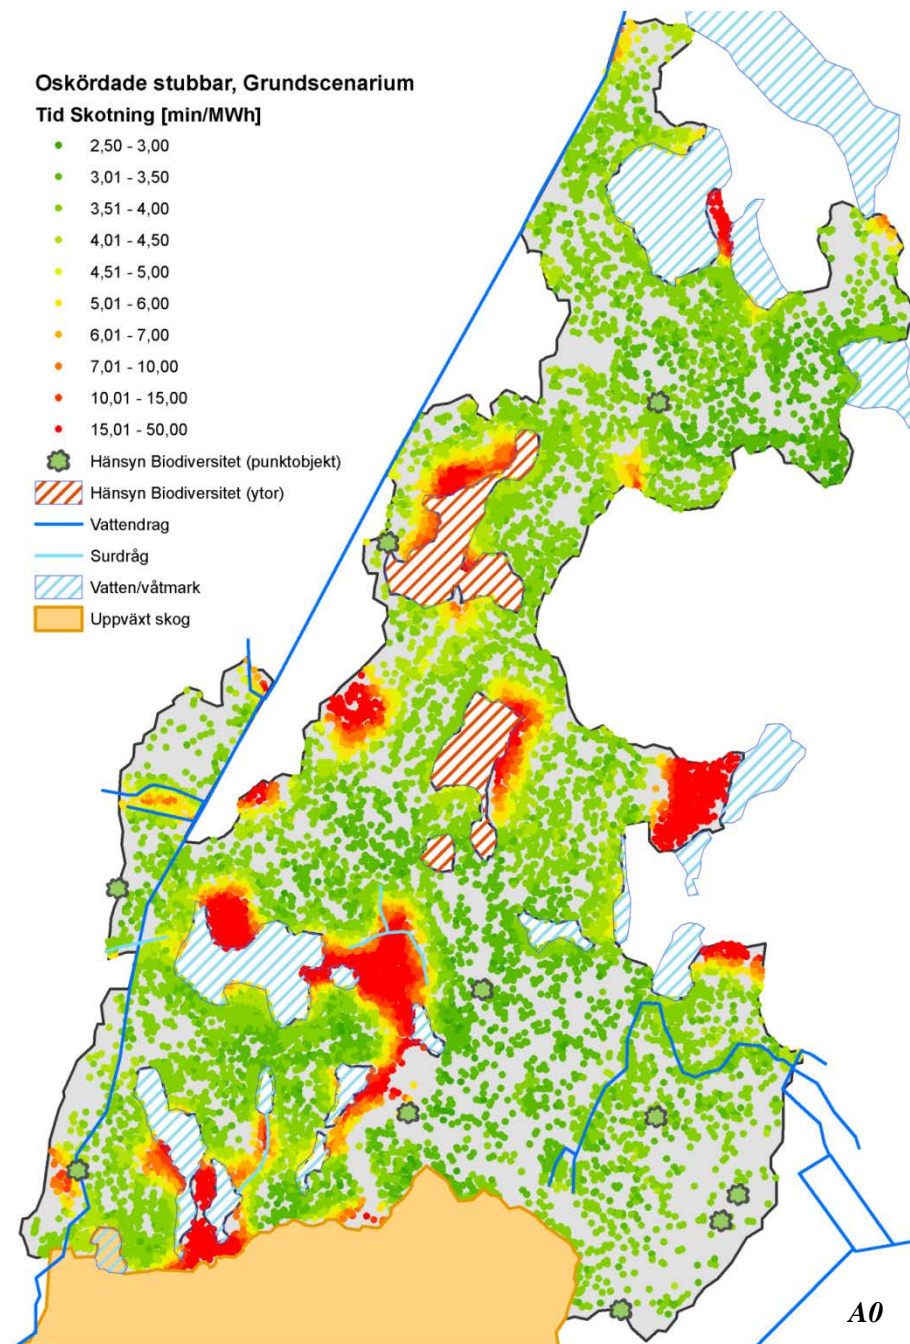 Oskördade stubbar, Grundscenarium
Tid Skotning [min/MWh]
2,50 - 3,00
3,01 - 3,50
3,51 - 4,00
4,01 - 4,50
4,51 - 5,00
5,01 - 6,00
6,01 - 7,00
7,01 - 10,00
10,01 - 15,00
15,01 - 50,00
Hänsyn Biodiversitet (punktobjekt)
Hänsyn Biodiversitet (ytor)
Vattendrag
Surdråg
Vatten/våtmark
Uppväxt skog
A0